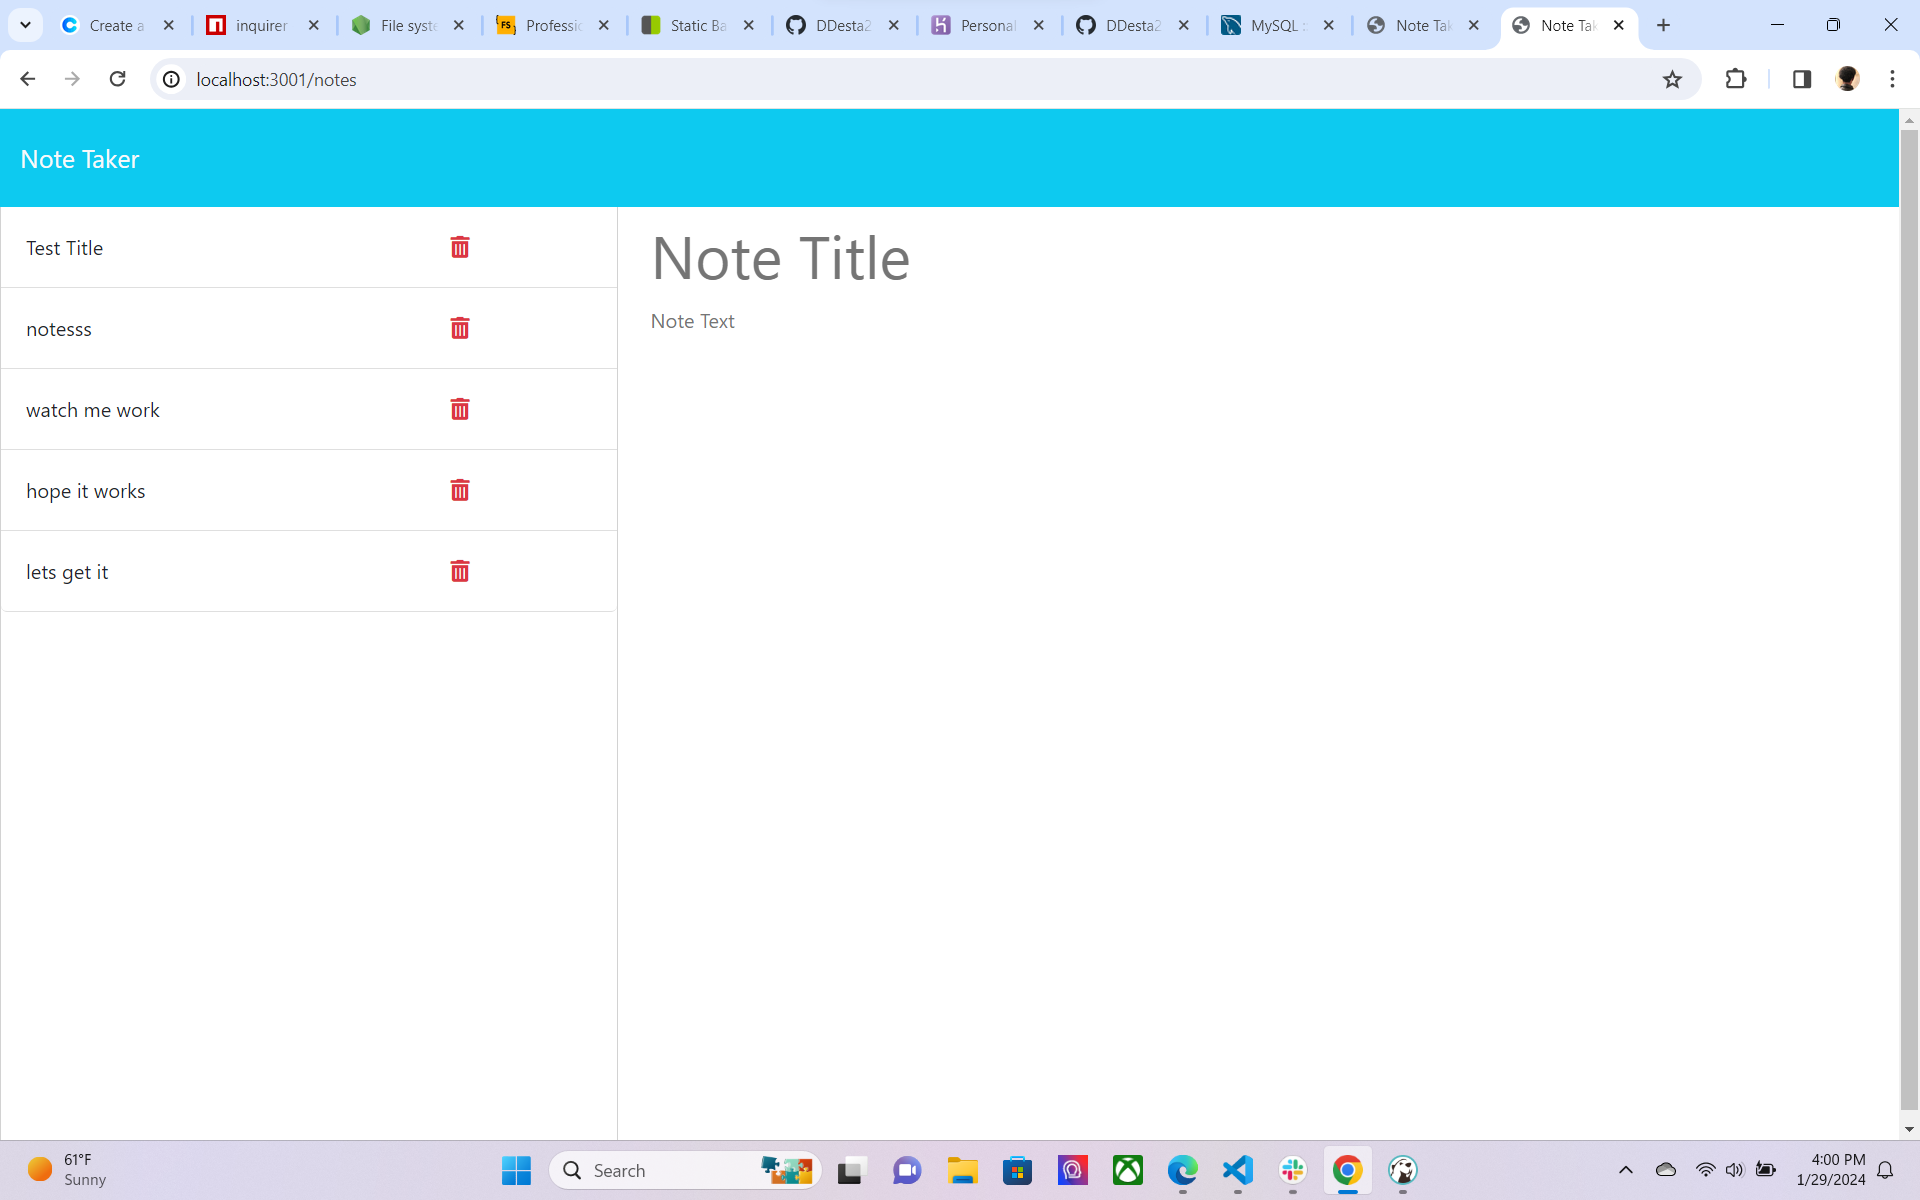 Create a
inquirer
File syste
Professio
Static Ba
DDesta2
Personal
DDesta2
MySQL :
Note Tak
Note Tak
localhost:3001/notes
Note Taker
Test Title
notesss
watch me work
hope it works
lets get it
Note Title
Note Text
61°F
Sunny
Search
4:00 PM
1/29/2024